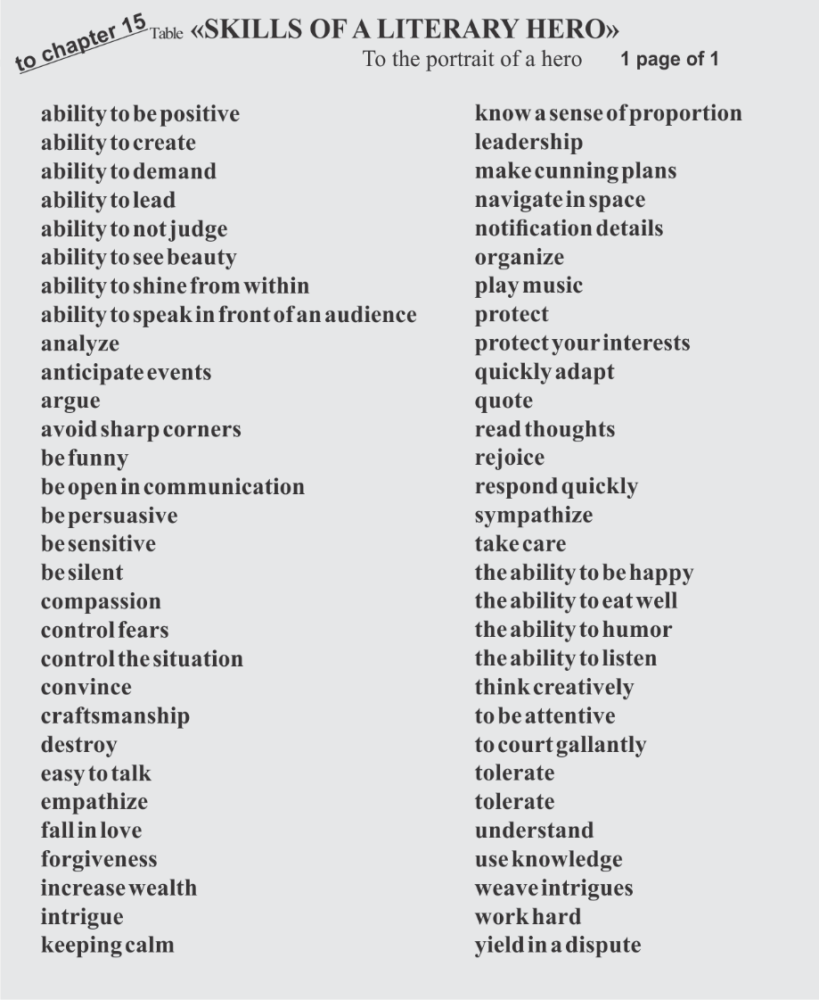 to chapter 15
Table «SKILLS OF A LITERARY HERO»
To the portrait of a hero 1 page of 1
ability to be positive
ability to create
ability to demand
ability to lead
ability to not judge
ability to see beauty
ability to shine from within
ability to speak in front of an audience
analyze
anticipate events
argue
avoid sharp corners
be funny
be open in communication
be persuasive
be sensitive
be silent
compassion
control fears
control the situation
convince
craftsmanship
destroy
easy to talk
empathize
fall in love
forgiveness
increase wealth
intrigue
keeping calm
know a sense of proportion
leadership
make cunning plans
navigate in space
notification details
organize
play music
protect
protect your interests
quickly adapt
quote
read thoughts
rejoice
respond quickly
sympathize
take care
the ability to be happy
the ability to eat well
the ability to humor
the ability to listen
think creatively
to be attentive
to court gallantly
tolerate
tolerate
understand
use knowledge
weave intrigues
work hard
yield in a dispute